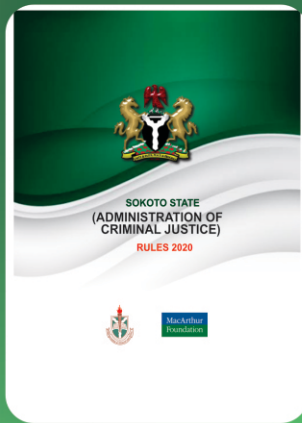 SOKOTO STATE
(ADMINISTRATION OF
CRIMINAL JUSTICE)
RULES 2020
MacArthur
Foundation